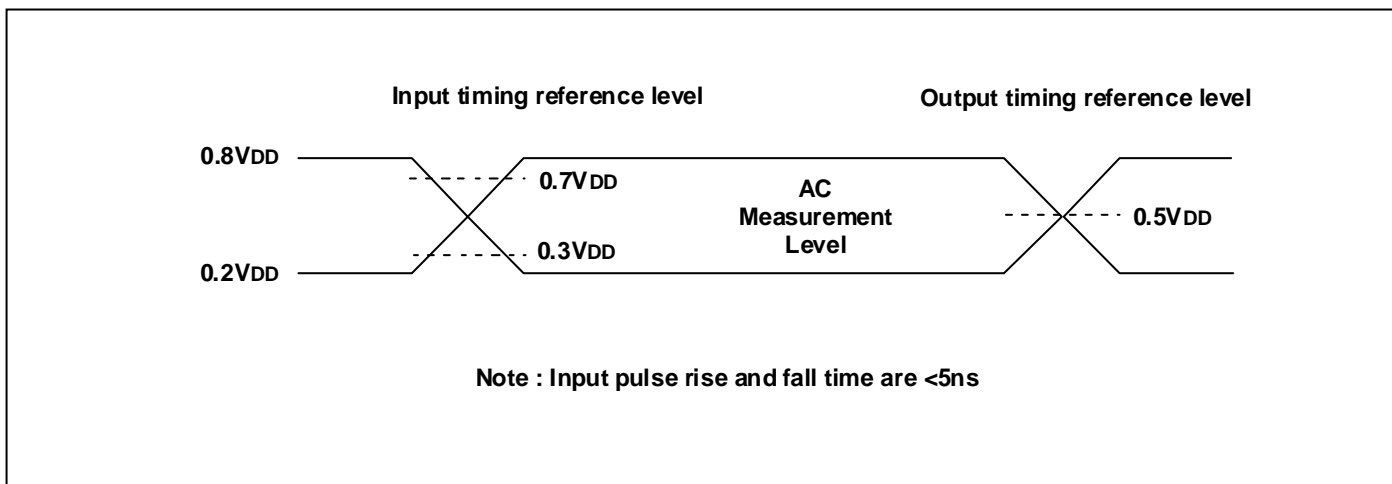 Input timing reference level
Output timing reference level
0.8VDD
0.7VDD
AC
Measurement
Level
0.5VDD
0.3VDD
0.2VDD
Note : Input pulse rise and fall time are <5ns